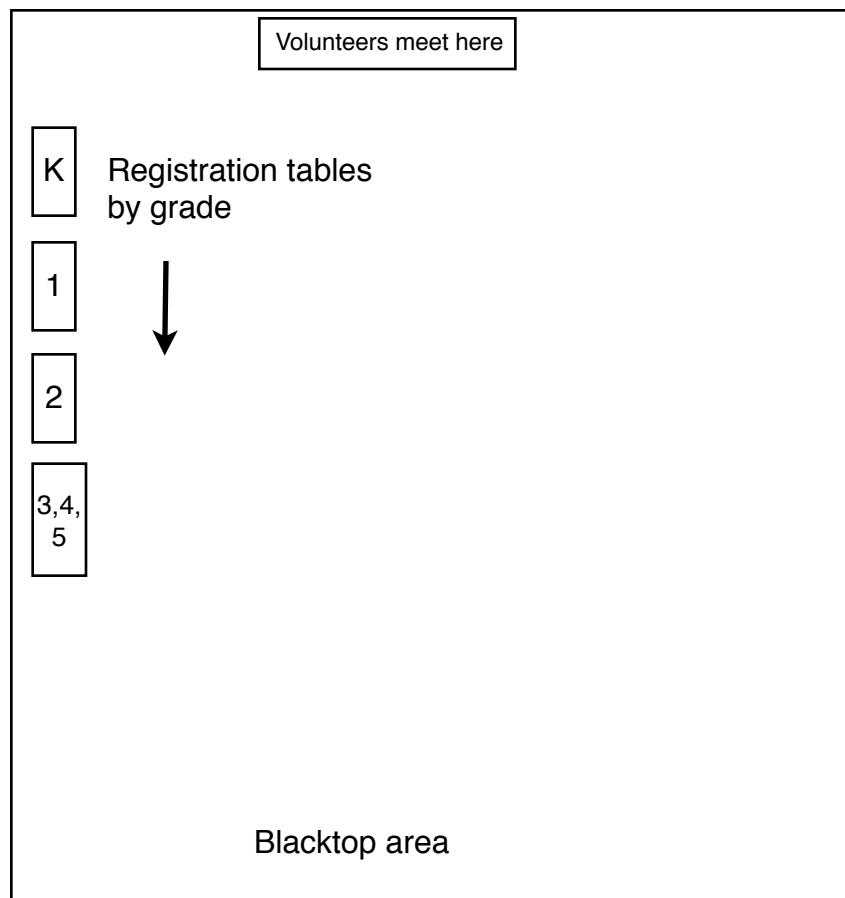 Volunteers meet here
K
Registration tables
by grade
1
2
3,4,
5
Blacktop area